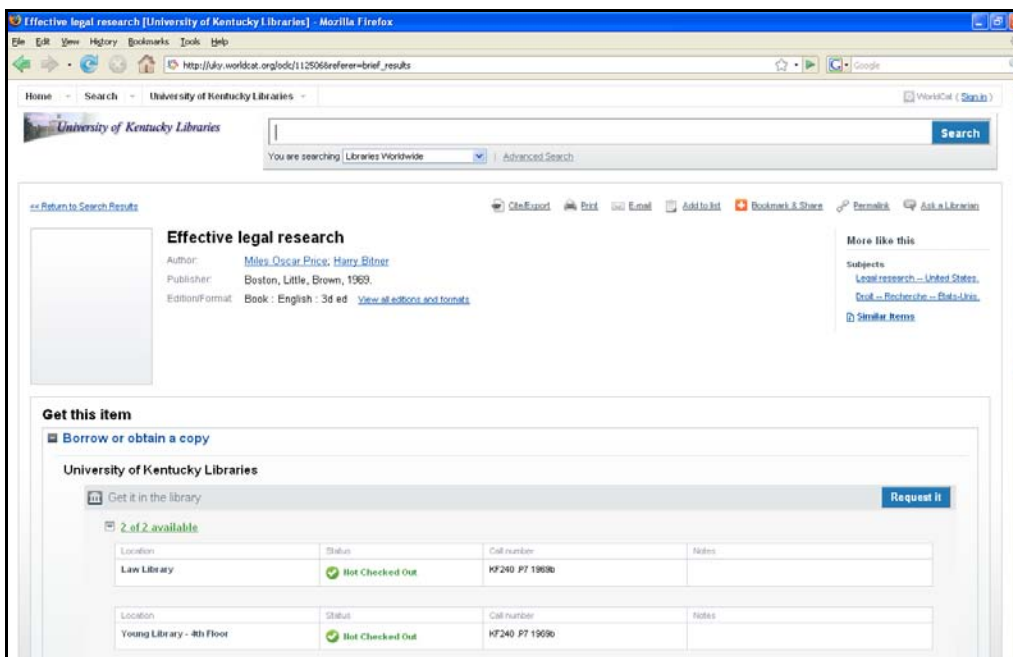 Effective legal research [University of Kentucky Libraries] - Mozilla Firefox
File Edit View History Bookmarks Tools Help
http://uky.worldcat.org/oclc/11250&referer=brief_results
Google
Home Search University of Kentucky Libraries
WorldCat ( Sign in )
University of Kentucky Libraries
Search
You are searching Libraries Worldwide | Advanced Search
<< Return to Search Results
Cite/Export Print E-mail Add to list Bookmark & Share Permalink Ask a Librarian
Effective legal research
Author: Miles Oscar Price; Harry Bitner
Publisher: Boston, Little, Brown, 1969.
Edition/Format: Book : English : 3d ed View all editions and formats
More like this
Subjects
Legal research -- United States.
Droit -- Recherche -- États-Unis.
Similar Items
Get this item
Borrow or obtain a copy
University of Kentucky Libraries
Get it in the library
Request it
2 of 2 available
Location Status Call number Notes
Law Library Not Checked Out KF240 .P7 1969b
Location Status Call number Notes
Young Library - 4th Floor Not Checked Out KF240 .P7 1969b